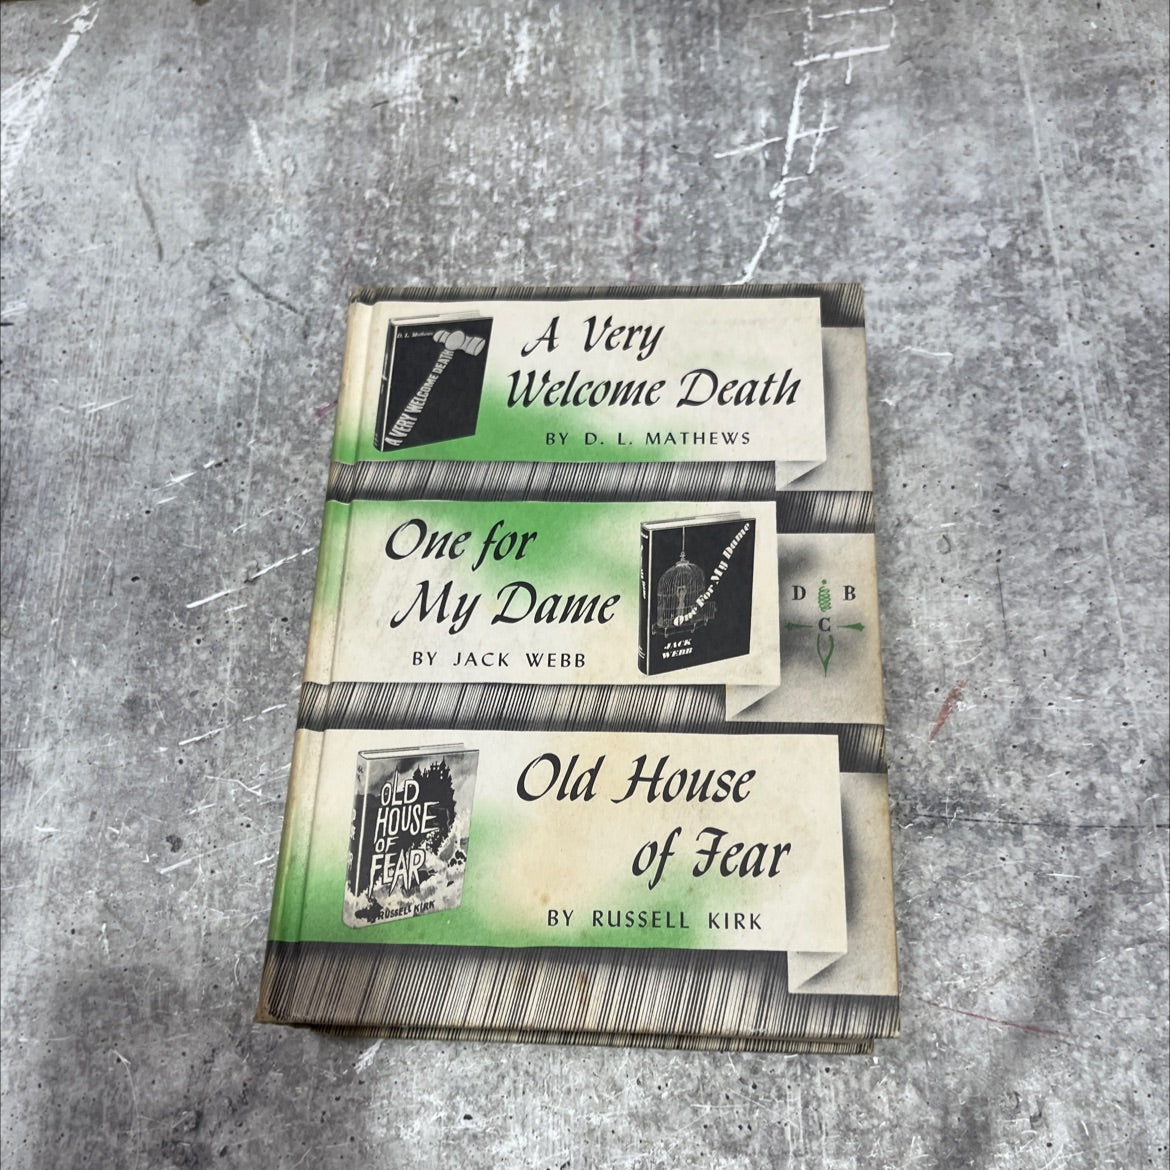 D. L. Mathews
A VERY WELCOME DEATH
A Very
Welcome Death
BY D. L. MATHEWS
One for
My Dame
BY JACK WEBB
One For My Dame
JACK
WEBB
D B
C
OLD
HOUSE
OF
FEAR
RUSSELL KIRK
Old House
of Fear
BY RUSSELL KIRK